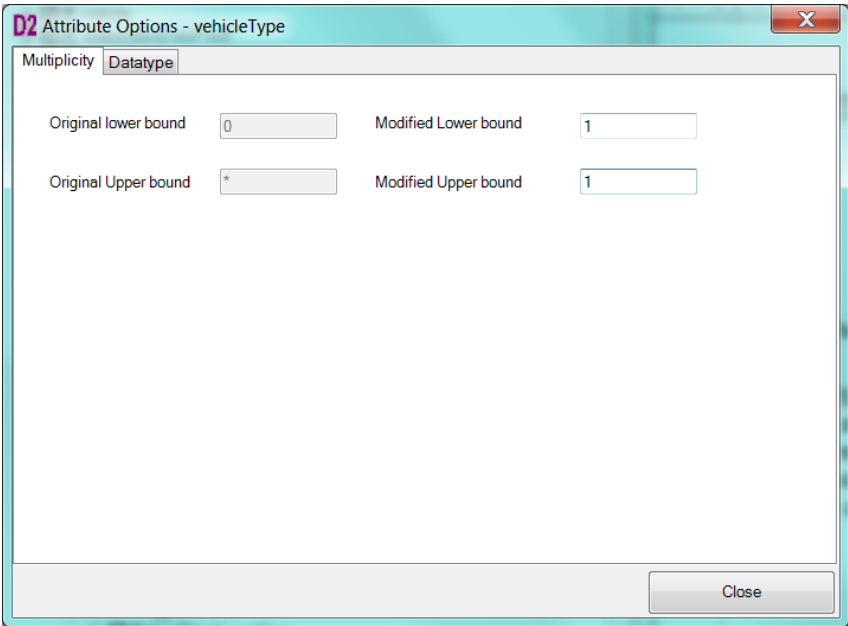 D2 Attribute Options - vehicleType
X
Multiplicity Datatype
Original lower bound 0 Modified Lower bound 1
Original Upper bound * Modified Upper bound 1
Close